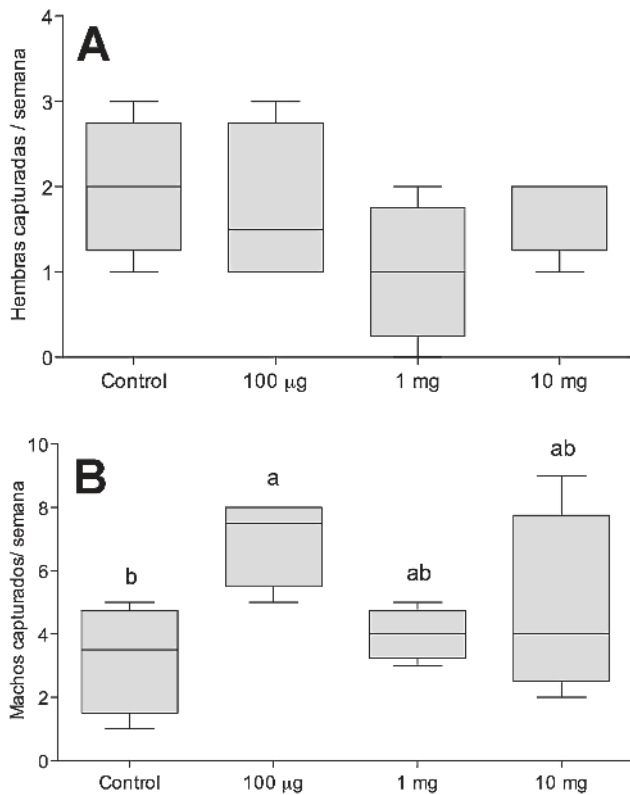 A
Hembras capturadas / semana
4
3
2
1
0
Control 100 µg 1 mg 10 mg
B
Machos capturados/ semana
10
8
6
4
2
0
b a ab ab
Control 100 µg 1 mg 10 mg